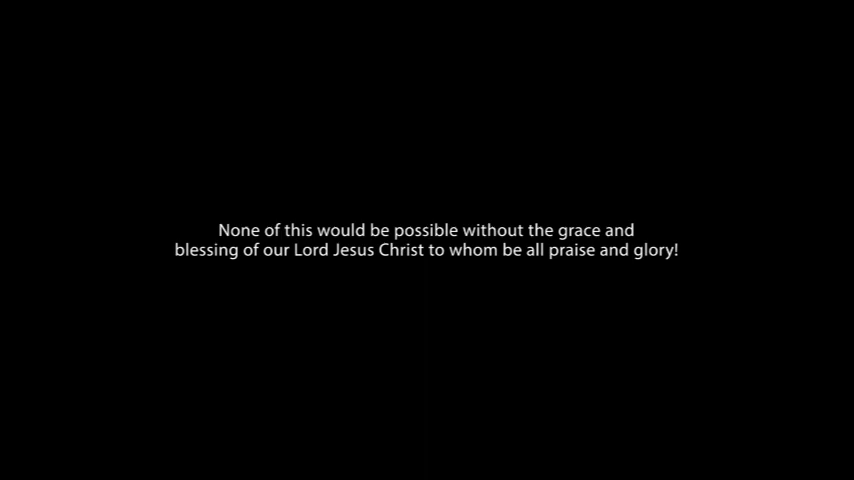 None of this would be possible without the grace and
blessing of our Lord Jesus Christ to whom be all praise and glory!